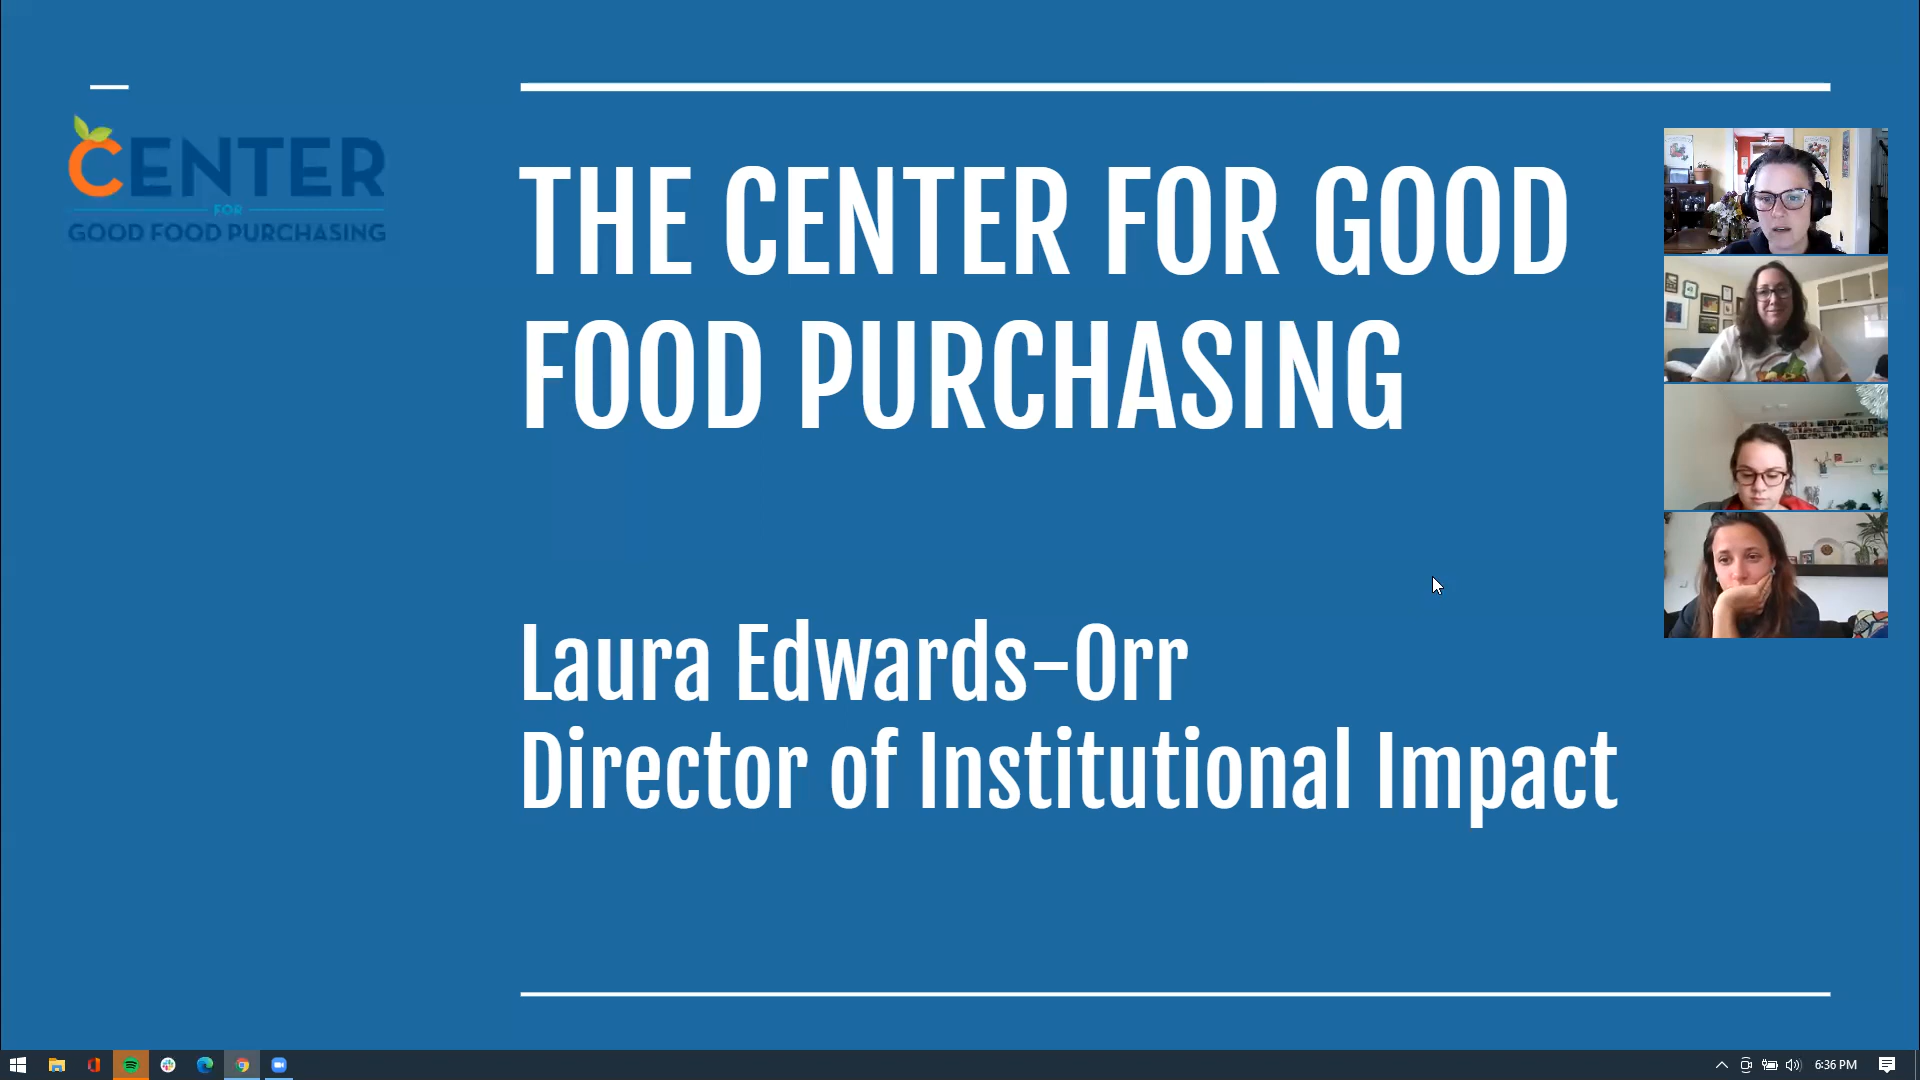 CENTER
FOR
GOOD FOOD PURCHASING
THE CENTER FOR GOOD
FOOD PURCHASING
Laura Edwards-Orr
Director of Institutional Impact
6:36 PM